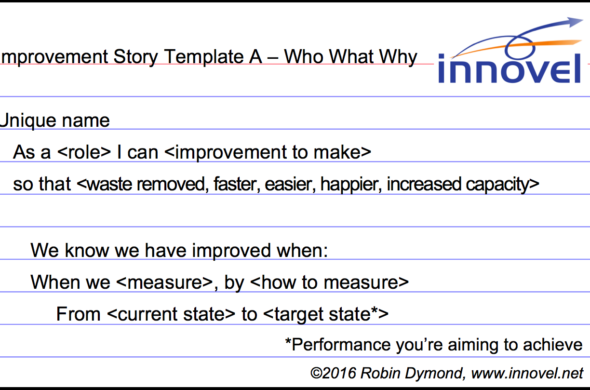 mprovement Story Template A – Who What Why
innovel
Unique name
As a <role> I can <improvement to make>
so that <waste removed, faster, easier, happier, increased capacity>
We know we have improved when:
When we <measure>, by <how to measure>
From <current state> to <target state*>
*Performance you’re aiming to achieve
©2016 Robin Dymond, www.innovel.net